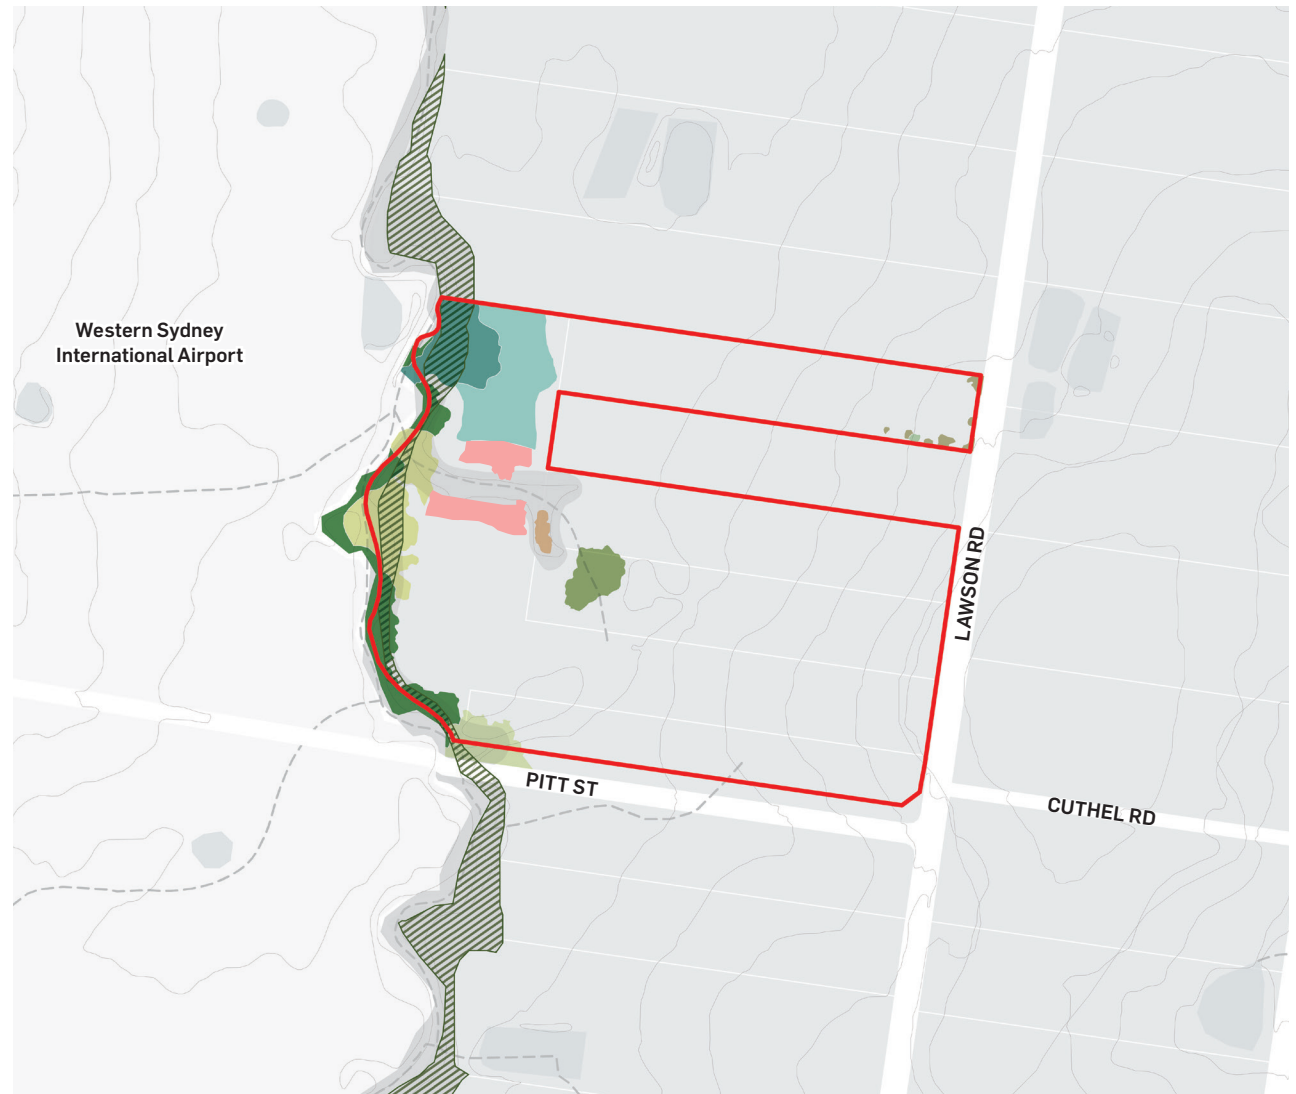 Western Sydney
International Airport
LAWSON RD
PITT ST
CUTHEL RD